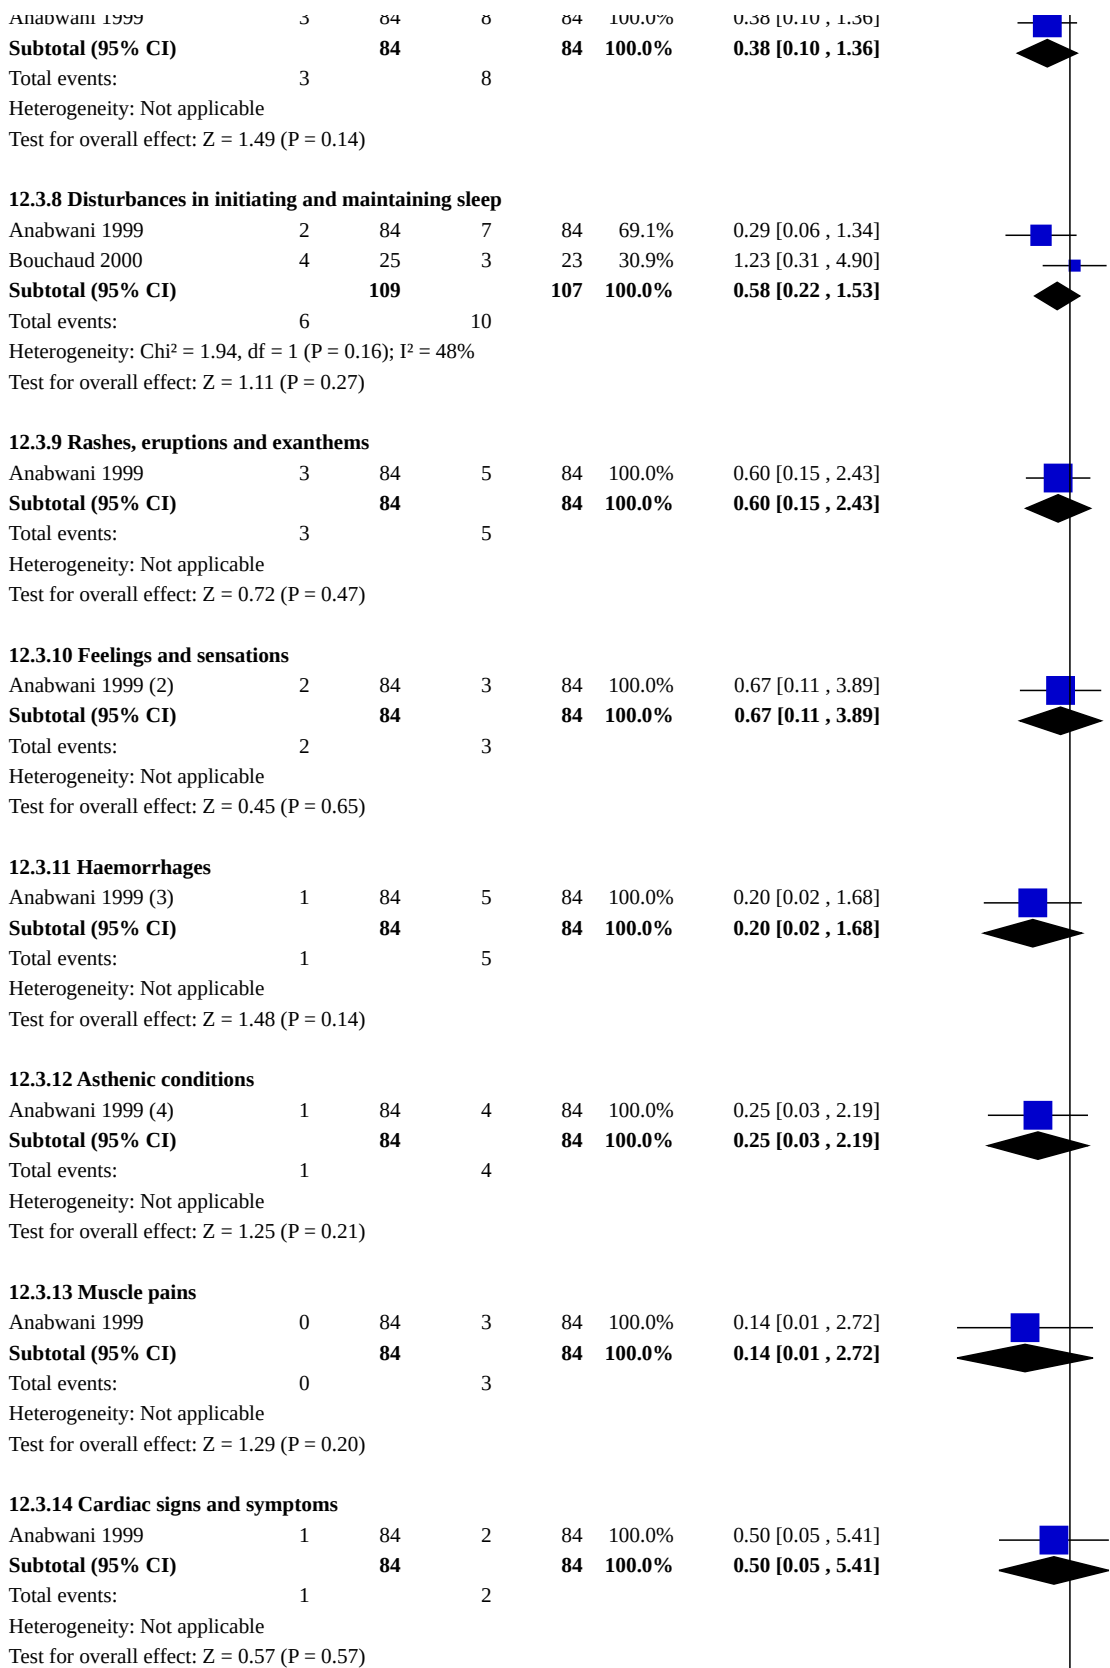 Anabwani 1999 3 84 8 84 100.0% 0.38 [0.10 , 1.36]
Subtotal (95% CI) 84 84 100.0% 0.38 [0.10 , 1.36]
Total events: 3 8
Heterogeneity: Not applicable
Test for overall effect: Z = 1.49 (P = 0.14)
12.3.8 Disturbances in initiating and maintaining sleep
Anabwani 1999 2 84 7 84 69.1% 0.29 [0.06 , 1.34]
Bouchaud 2000 4 25 3 23 30.9% 1.23 [0.31 , 4.90]
Subtotal (95% CI) 109 107 100.0% 0.58 [0.22 , 1.53]
Total events: 6 10
Heterogeneity: Chi² = 1.94, df = 1 (P = 0.16); I² = 48%
Test for overall effect: Z = 1.11 (P = 0.27)
12.3.9 Rashes, eruptions and exanthems
Anabwani 1999 3 84 5 84 100.0% 0.60 [0.15 , 2.43]
Subtotal (95% CI) 84 84 100.0% 0.60 [0.15 , 2.43]
Total events: 3 5
Heterogeneity: Not applicable
Test for overall effect: Z = 0.72 (P = 0.47)
12.3.10 Feelings and sensations
Anabwani 1999 (2) 2 84 3 84 100.0% 0.67 [0.11 , 3.89]
Subtotal (95% CI) 84 84 100.0% 0.67 [0.11 , 3.89]
Total events: 2 3
Heterogeneity: Not applicable
Test for overall effect: Z = 0.45 (P = 0.65)
12.3.11 Haemorrhages
Anabwani 1999 (3) 1 84 5 84 100.0% 0.20 [0.02 , 1.68]
Subtotal (95% CI) 84 84 100.0% 0.20 [0.02 , 1.68]
Total events: 1 5
Heterogeneity: Not applicable
Test for overall effect: Z = 1.48 (P = 0.14)
12.3.12 Asthenic conditions
Anabwani 1999 (4) 1 84 4 84 100.0% 0.25 [0.03 , 2.19]
Subtotal (95% CI) 84 84 100.0% 0.25 [0.03 , 2.19]
Total events: 1 4
Heterogeneity: Not applicable
Test for overall effect: Z = 1.25 (P = 0.21)
12.3.13 Muscle pains
Anabwani 1999 0 84 3 84 100.0% 0.14 [0.01 , 2.72]
Subtotal (95% CI) 84 84 100.0% 0.14 [0.01 , 2.72]
Total events: 0 3
Heterogeneity: Not applicable
Test for overall effect: Z = 1.29 (P = 0.20)
12.3.14 Cardiac signs and symptoms
Anabwani 1999 1 84 2 84 100.0% 0.50 [0.05 , 5.41]
Subtotal (95% CI) 84 84 100.0% 0.50 [0.05 , 5.41]
Total events: 1 2
Heterogeneity: Not applicable
Test for overall effect: Z = 0.57 (P = 0.57)